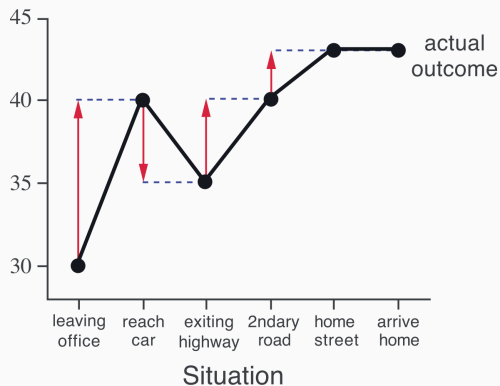 45
actual
outcome
40
35
30
leaving
office
reach
car
exiting
highway
2ndary
road
home
street
arrive
home
Situation